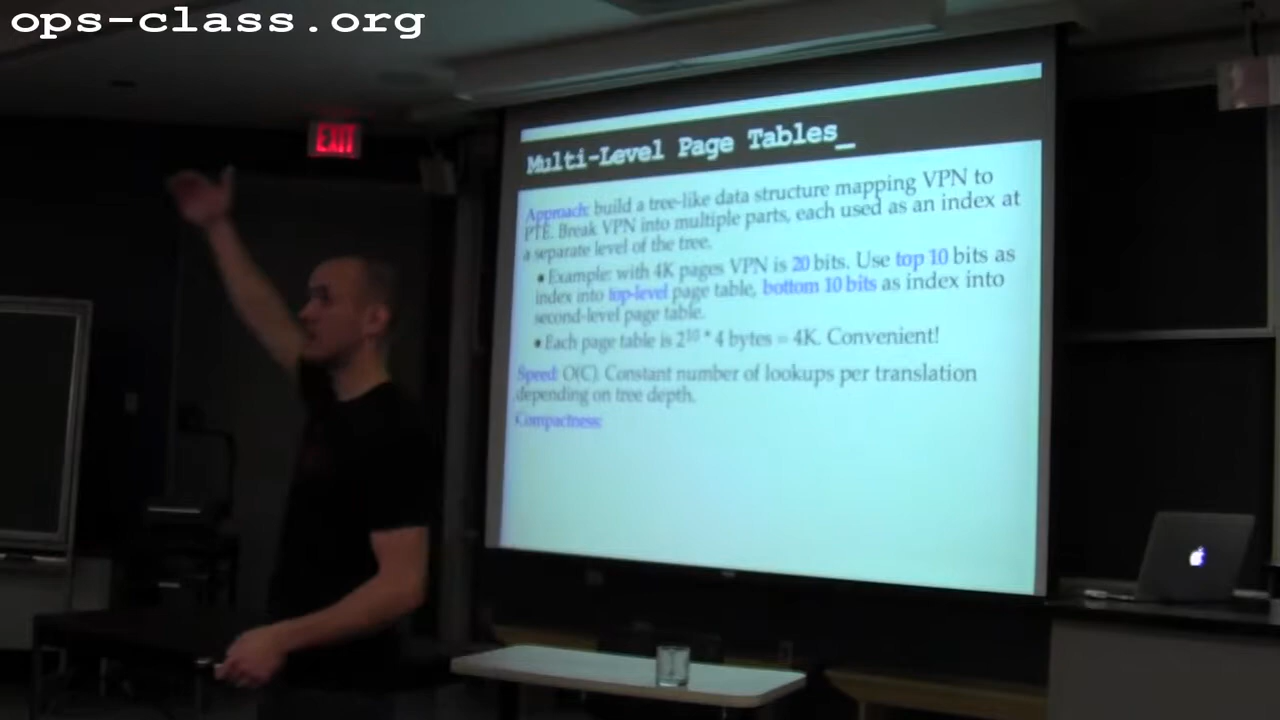 ops-class.org
EXIT
Multi-Level Page Tables_
Approach: build a tree-like data structure mapping VPN to
PTE. Break VPN into multiple parts, each used as an index at
a separate level of the tree.
• Example: with 4K pages VPN is 20 bits. Use top 10 bits as
index into top-level page table, bottom 10 bits as index into
second-level page table.
• Each page table is 2¹⁰ * 4 bytes = 4K. Convenient!
Speed: O(C). Constant number of lookups per translation
depending on tree depth.
Compactness: